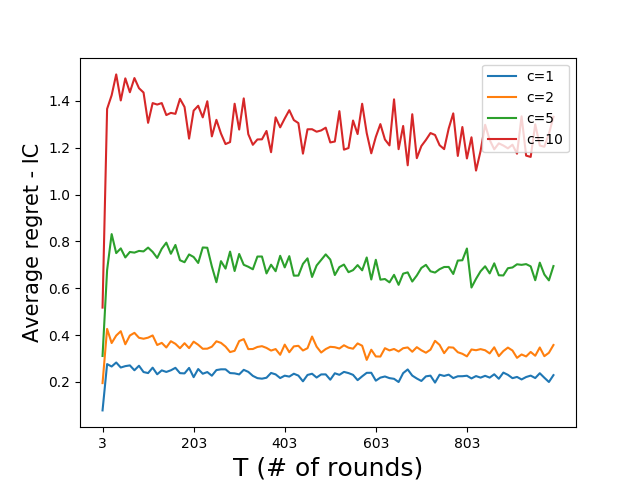 c=1
c=2
c=5
c=10
1.4
1.2
1.0
0.8
0.6
0.4
0.2
Average regret - IC
3 203 403 603 803
T (# of rounds)